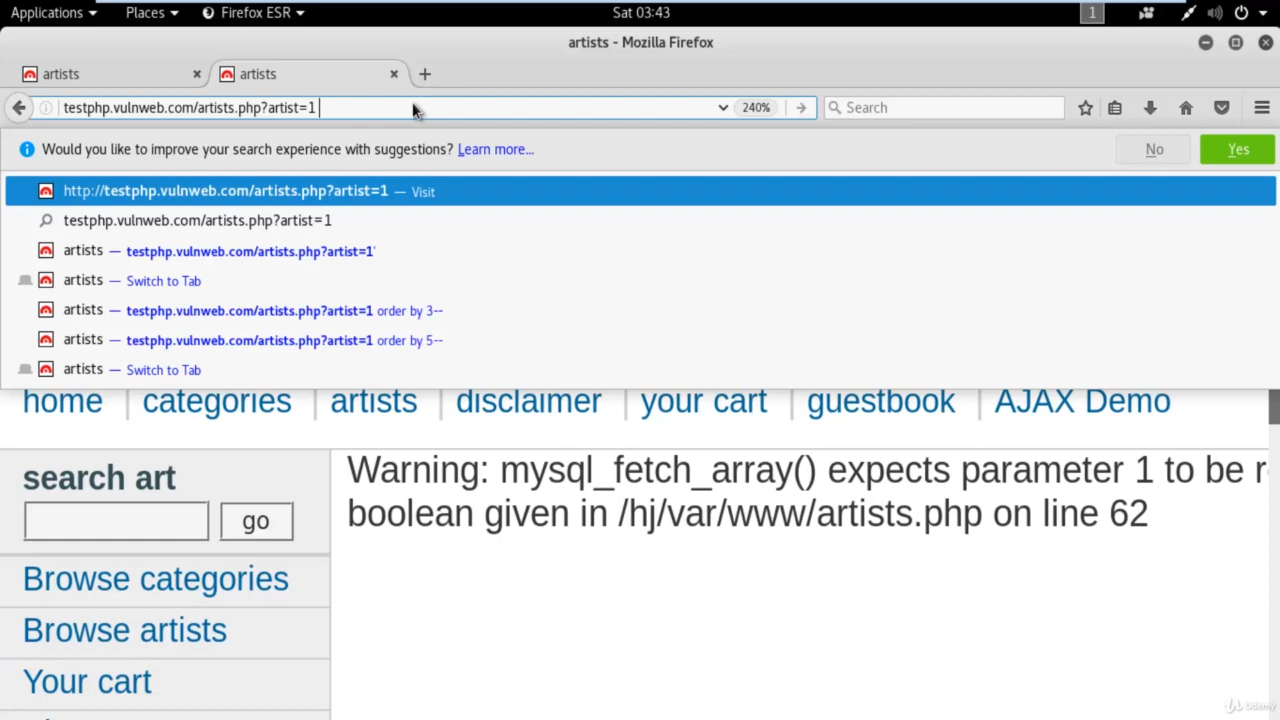 Applications Places Firefox ESR Sat 03:43 1
artists - Mozilla Firefox
artists artists
testphp.vulnweb.com/artists.php?artist=1 240% Search
Would you like to improve your search experience with suggestions? Learn more... No Yes
http://testphp.vulnweb.com/artists.php?artist=1 — Visit
testphp.vulnweb.com/artists.php?artist=1
artists — testphp.vulnweb.com/artists.php?artist=1'
artists — Switch to Tab
artists — testphp.vulnweb.com/artists.php?artist=1 order by 3--
artists — testphp.vulnweb.com/artists.php?artist=1 order by 5--
artists — Switch to Tab
home categories artists disclaimer your cart guestbook AJAX Demo
search art
go
Browse categories
Browse artists
Your cart
Warning: mysql_fetch_array() expects parameter 1 to be r
boolean given in /hj/var/www/artists.php on line 62
Udemy